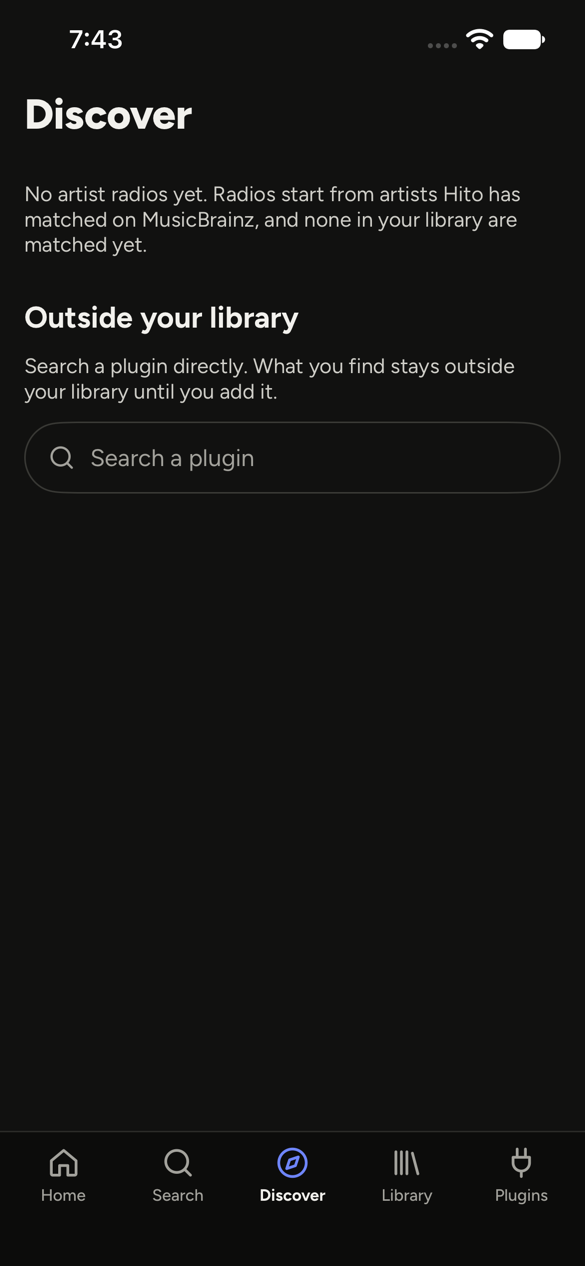 7:43
Discover
No artist radios yet. Radios start from artists Hito has
matched on MusicBrainz, and none in your library are
matched yet.
Outside your library
Search a plugin directly. What you find stays outside
your library until you add it.
Search a plugin
Home
Search
Discover
Library
Plugins